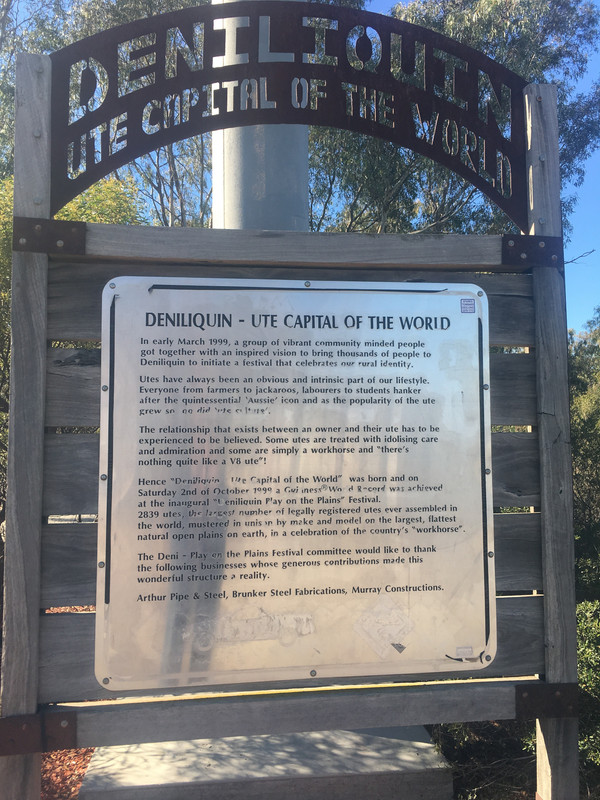 DENILIQUIN
UTE CAPITAL OF THE WORLD
DENILIQUIN - UTE CAPITAL OF THE WORLD
In early March 1999, a group of vibrant community minded people
got together with an inspired vision to bring thousands of people to
Deniliquin to initiate a festival that celebrates our rural identity.
Utes have always been an obvious and intrinsic part of our lifestyle.
Everyone from farmers to jackaroos, labourers to students hanker
after the quintessential 'Aussie' icon and as the popularity of the ute
grew so, so did 'ute culture'.
The relationship that exists between an owner and their ute has to be
experienced to be believed. Some utes are treated with idolising care
and admiration and some are simply a workhorse and "there's
nothing quite like a V8 ute"!
Hence "Deniliquin - Ute Capital of the World" was born and on
Saturday 2nd of October 1999 a Guinness® World Record was achieved
at the inaugural "Deniliquin Play on the Plains" Festival.
2839 utes, the largest number of legally registered utes ever assembled in
the world, mustered in unison by make and model on the largest, flattest
natural open plains on earth, in a celebration of the country's "workhorse".
The Deni - Play on the Plains Festival committee would like to thank
the following businesses whose generous contributions made this
wonderful structure a reality.
Arthur Pipe & Steel, Brunker Steel Fabrications, Murray Constructions.